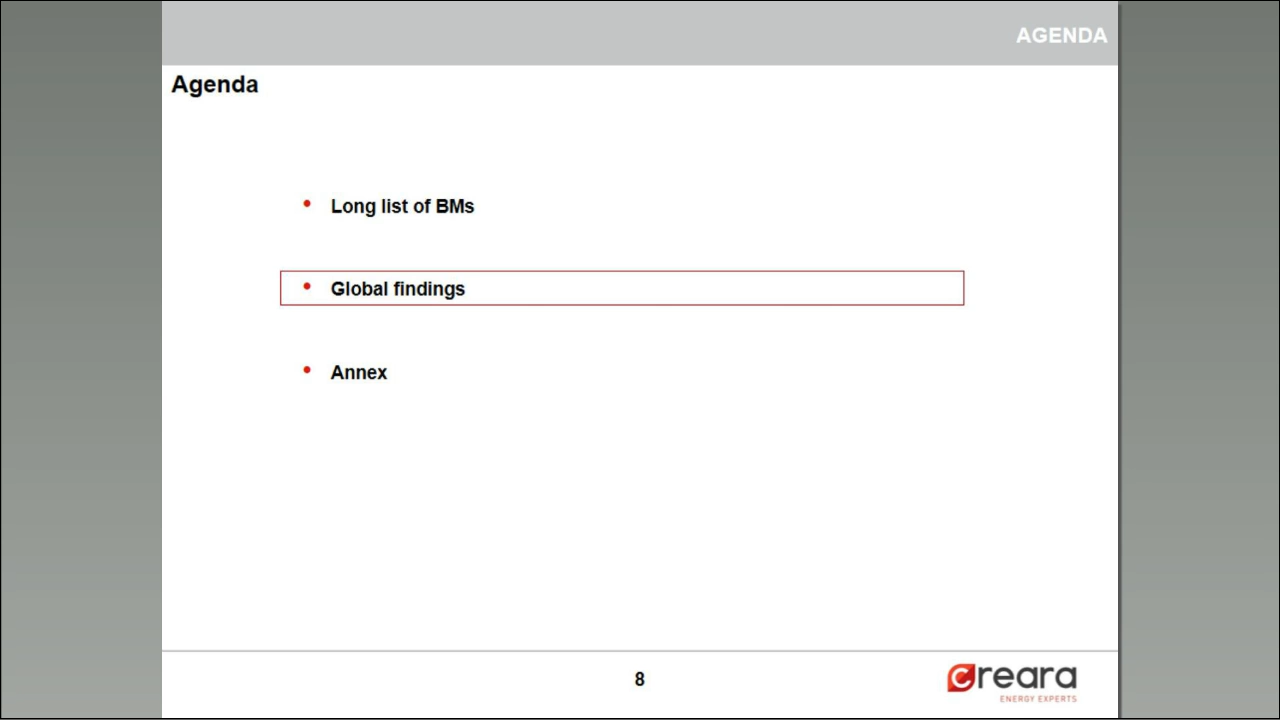 AGENDA
Agenda
• Long list of BMs
• Global findings
• Annex
8
creara
ENERGY EXPERTS